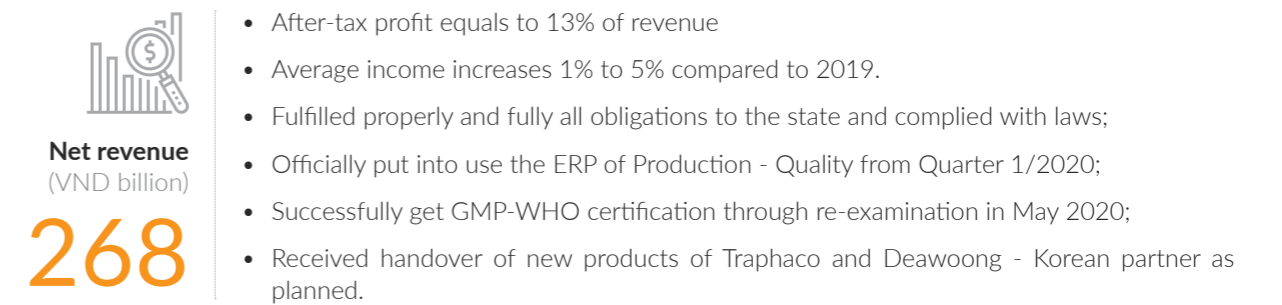 Net revenue
(VND billion)
268
• After-tax profit equals to 13% of revenue
• Average income increases 1% to 5% compared to 2019.
• Fulfilled properly and fully all obligations to the state and complied with laws;
• Officially put into use the ERP of Production - Quality from Quarter 1/2020;
• Successfully get GMP-WHO certification through re-examination in May 2020;
• Received handover of new products of Traphaco and Deawoong - Korean partner as
planned.